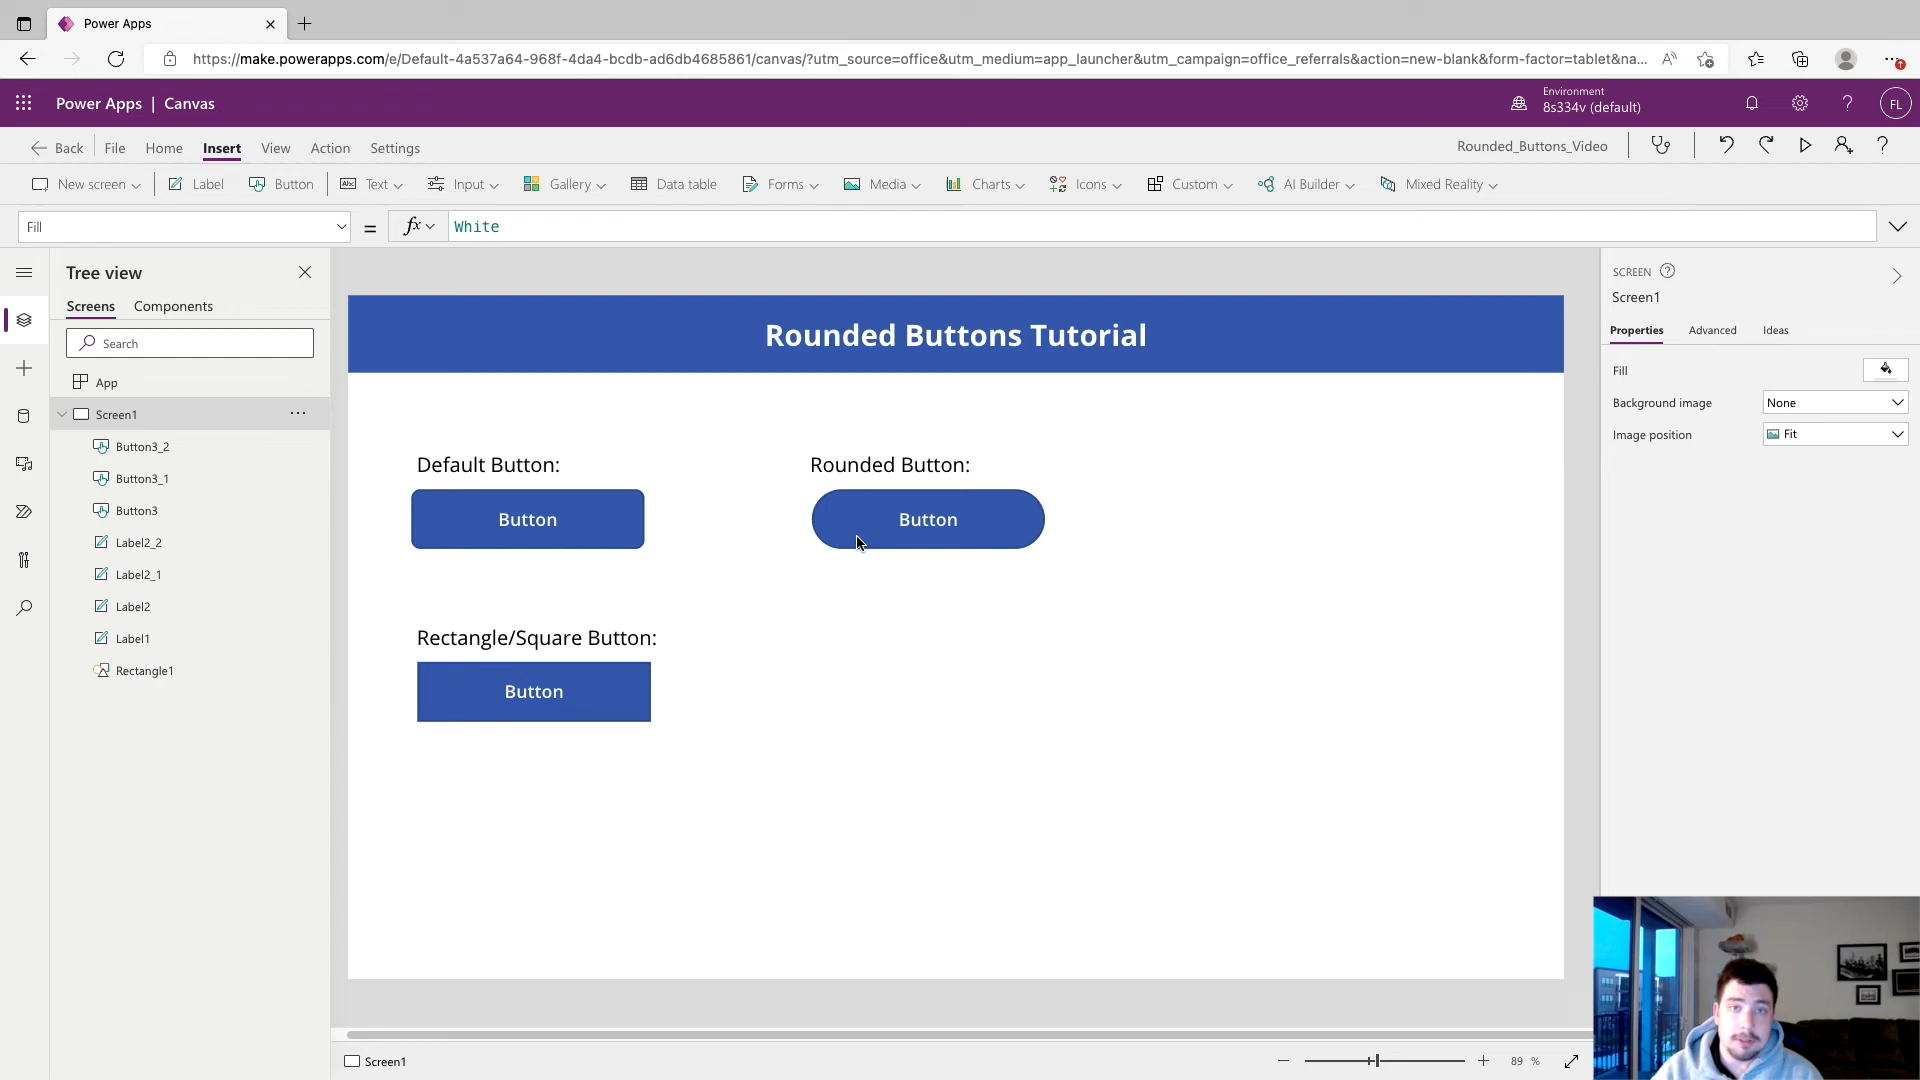 Power Apps
https://make.powerapps.com/e/Default-4a537a64-968f-4da4-bcdb-ad6db4685861/canvas/?utm_source=office&utm_medium=app_launcher&utm_campaign=office_referrals&action=new-blank&form-factor=tablet&na...
Power Apps | Canvas
Environment
8s334v (default)
FL
Back File Home Insert View Action Settings
Rounded_Buttons_Video
New screen Label Button Text Input Gallery Data table Forms Media Charts Icons Custom AI Builder Mixed Reality
Fill = fx White
Tree view
Screens Components
Search
App
Screen1
Button3_2
Button3_1
Button3
Label2_2
Label2_1
Label2
Label1
Rectangle1
Rounded Buttons Tutorial
Default Button:
Button
Rounded Button:
Button
Rectangle/Square Button:
Button
SCREEN
Screen1
Properties Advanced Ideas
Fill
Background image None
Image position Fit
Screen1
89 %